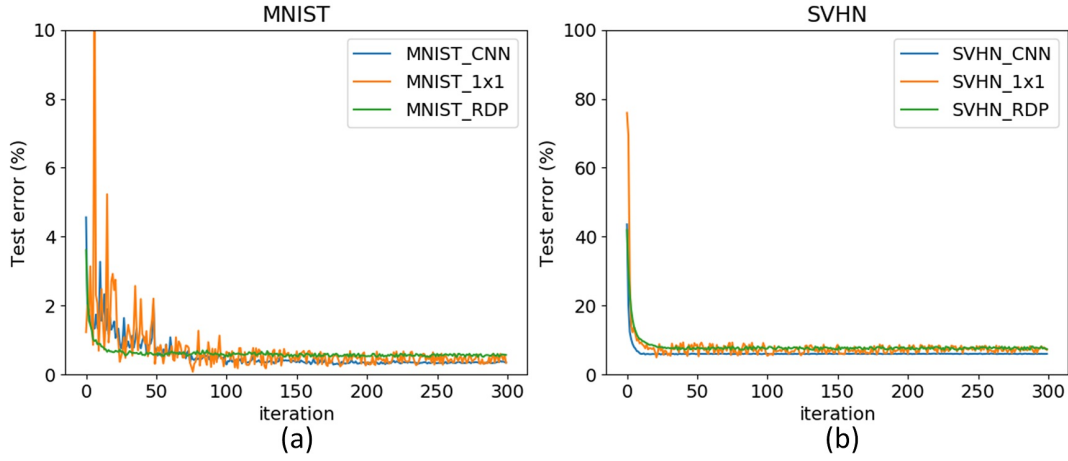 MNIST
10
8
6
4
2
0
Test error (%)
MNIST_CNN
MNIST_1x1
MNIST_RDP
0 50 100 150 200 250 300
iteration
(a)
SVHN
100
80
60
40
20
0
Test error (%)
SVHN_CNN
SVHN_1x1
SVHN_RDP
0 50 100 150 200 250 300
iteration
(b)